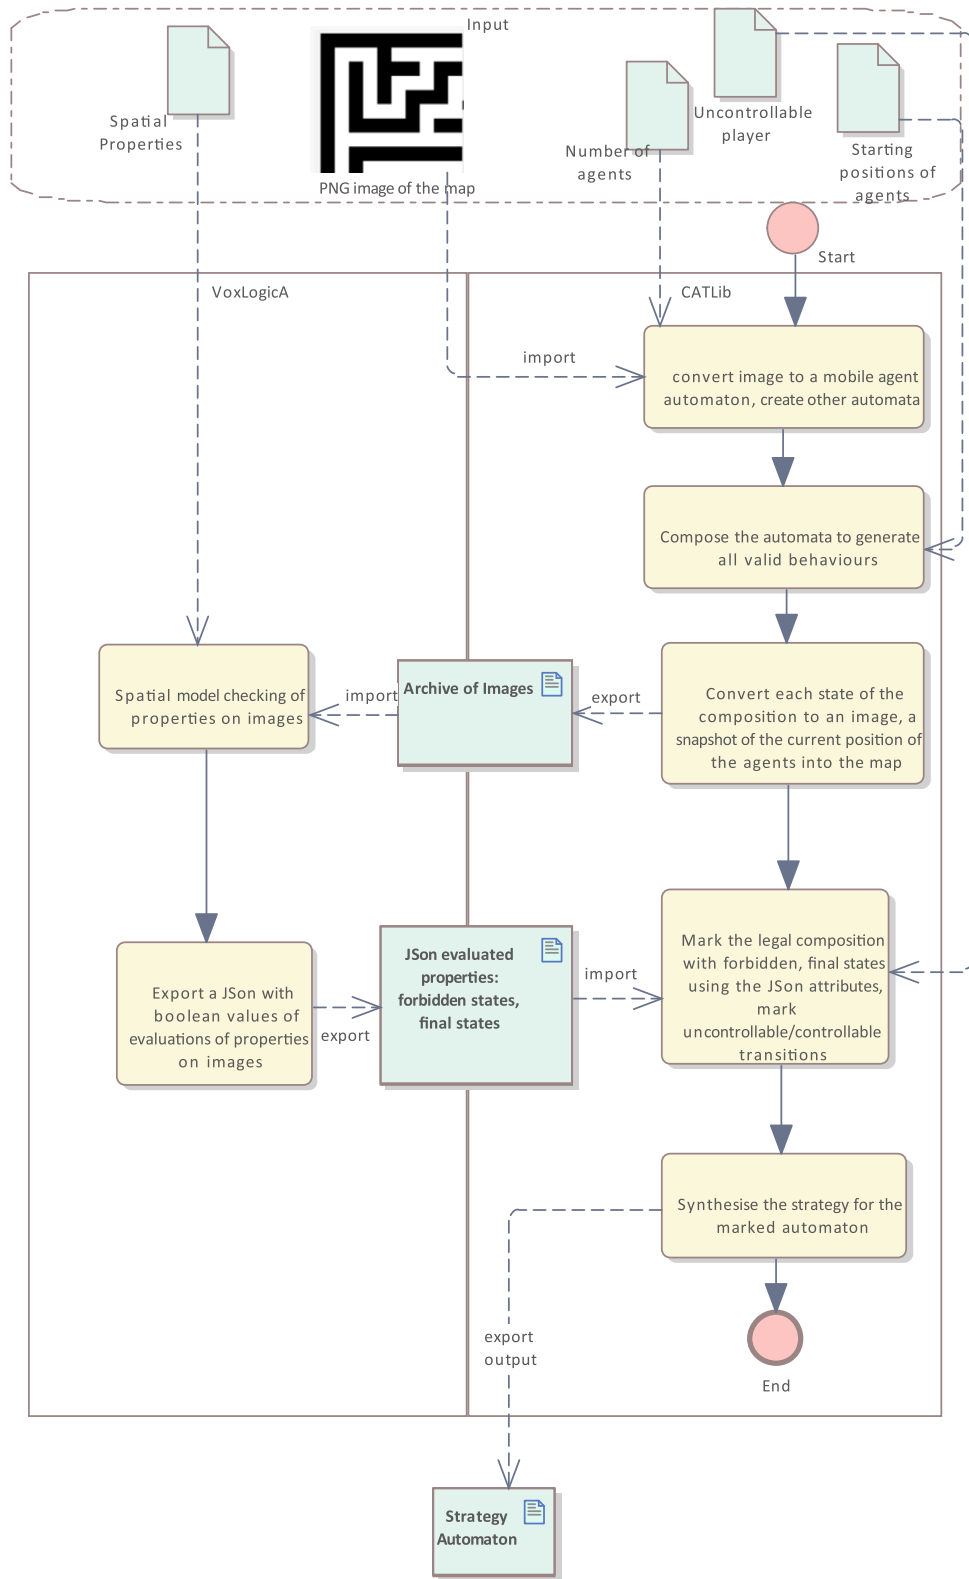 Input
Spatial
Properties
PNG image of the map
Number of
agents
Uncontrollable
player
Starting
positions of
agents
Start
VoxLogicA
CATLib
import
convert image to a mobile agent
automaton, create other automata
Compose the automata to generate
all valid behaviours
Spatial model checking of
properties on images
import
Archive of Images
export
Convert each state of the
composition to an image, a
snapshot of the current position of
the agents into the map
Export a JSon with
boolean values of
evaluations of properties
on images
export
JSon evaluated
properties:
forbidden states,
final states
import
Mark the legal composition
with forbidden, final states
using the JSon attributes,
mark
uncontrollable/controllable
transitions
Synthesise the strategy for the
marked automaton
export
output
End
Strategy
Automaton